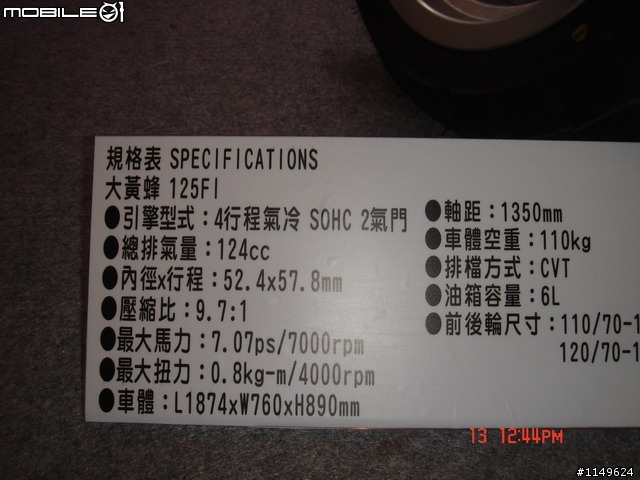 MOBILE01
規格表 SPECIFICATIONS
大黃蜂 125FI
●引擎型式:4行程氣冷 SOHC 2氣門
●總排氣量:124cc
●內徑x行程:52.4x57.8mm
●壓縮比:9.7:1
●最大馬力:7.07ps/7000rpm
●最大扭力:0.8kg-m/4000rpm
●車體:L1874xW760xH890mm
●軸距:1350mm
●車體空重:110kg
●排檔方式:CVT
●油箱容量:6L
●前後輪尺寸:110/70-1
120/70-1
13 12:44PM
#1149624